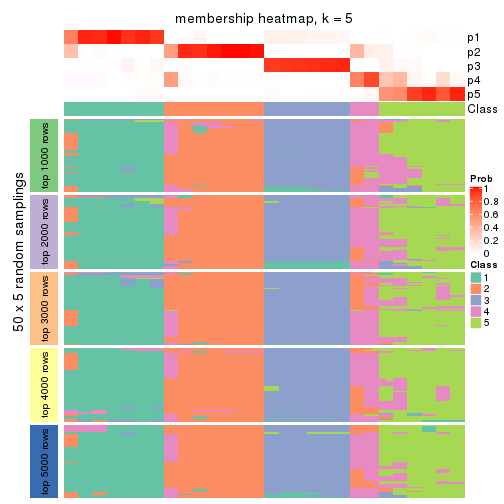 membership heatmap, k = 5
p1
p2
p3
p4
p5
Class
50 x 5 random samplings
top 1000 rows
top 2000 rows
top 3000 rows
top 4000 rows
top 5000 rows
Prob
1
0.8
0.6
0.4
0.2
0
Class
1
2
3
4
5